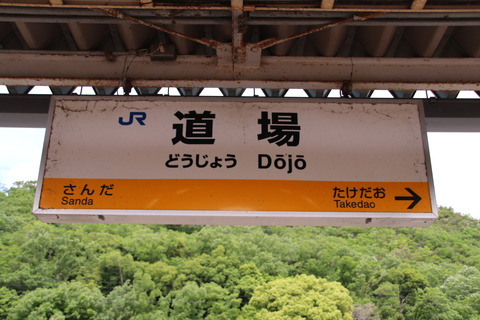 JR 道場
どうじょう Dōjō
さんだ たけだお →
Sanda Takedao